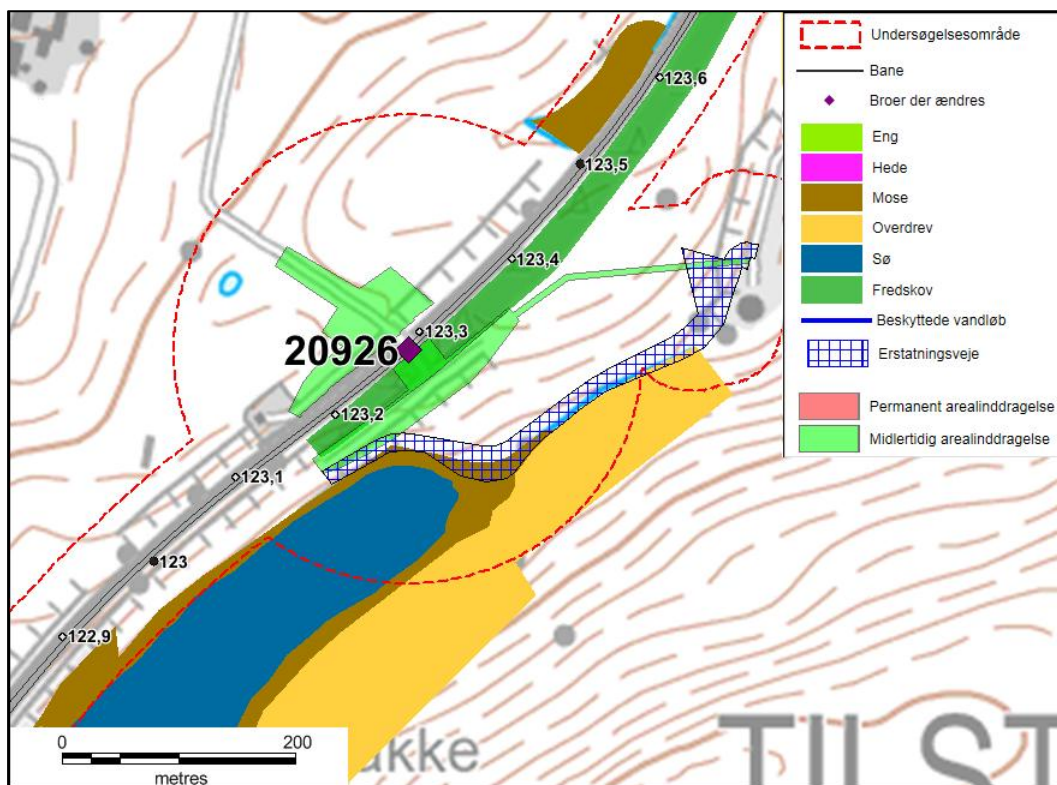 123,6
123,5
123,4
123,3
20926
123,2
123,1
123
122,9
0 200
metres
akke
TIL ST
Undersøgelsesområde
Bane
Broer der ændres
Eng
Hede
Mose
Overdrev
Sø
Fredskov
Beskyttede vandløb
Erstatningsveje
Permanent arealinddragelse
Midlertidig arealinddragelse